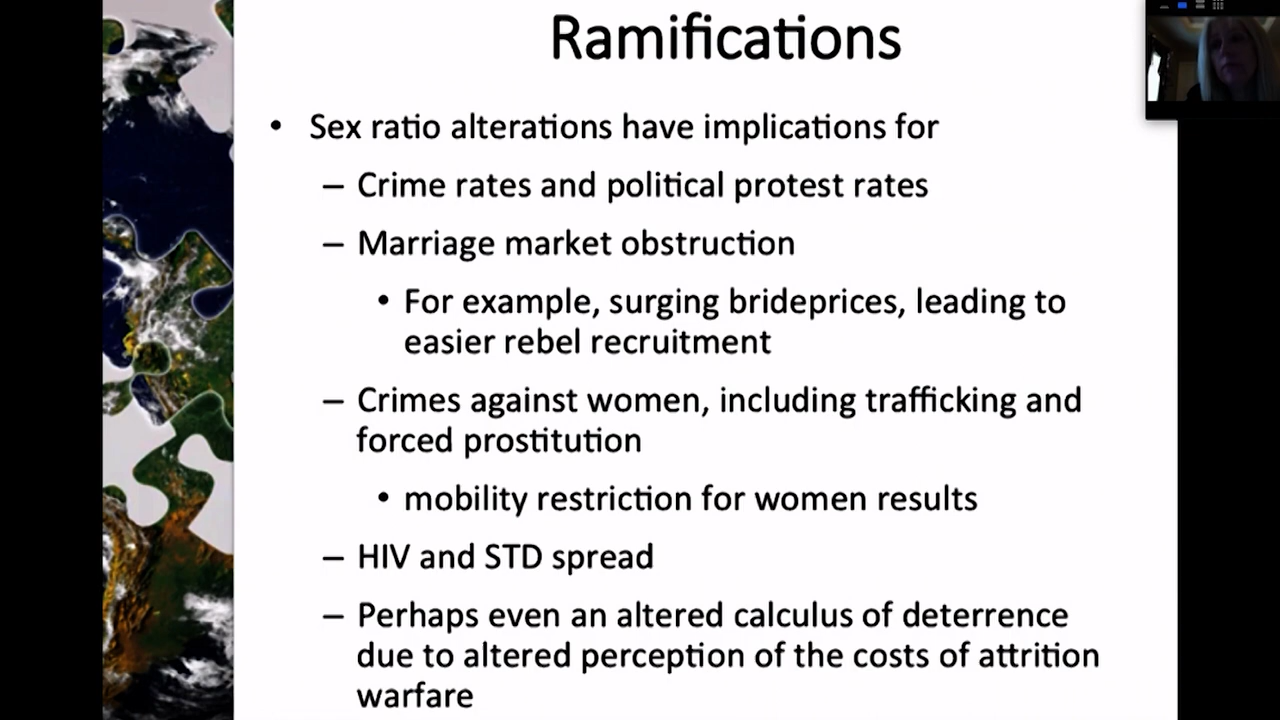 Ramifications
• Sex ratio alterations have implications for
– Crime rates and political protest rates
– Marriage market obstruction
• For example, surging brideprices, leading to
easier rebel recruitment
– Crimes against women, including trafficking and
forced prostitution
• mobility restriction for women results
– HIV and STD spread
– Perhaps even an altered calculus of deterrence
due to altered perception of the costs of attrition
warfare